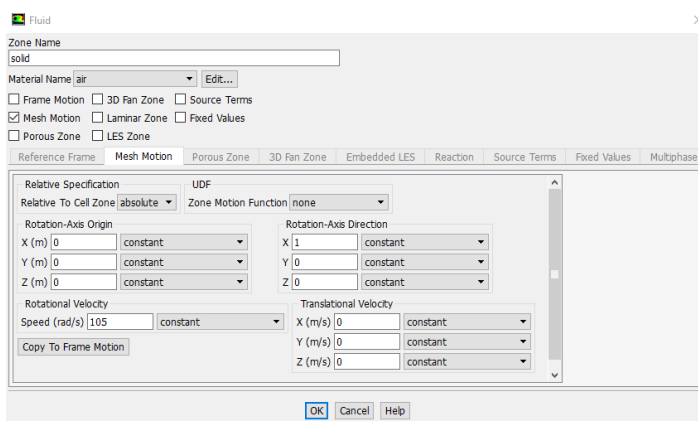 Fluid
Zone Name
solid
Material Name air Edit...
Frame Motion 3D Fan Zone Source Terms
Mesh Motion Laminar Zone Fixed Values
Porous Zone LES Zone
Reference Frame Mesh Motion Porous Zone 3D Fan Zone Embedded LES Reaction Source Terms Fixed Values Multiphase
Relative Specification UDF
Relative To Cell Zone absolute Zone Motion Function none
Rotation-Axis Origin Rotation-Axis Direction
X (m) 0 constant X 1 constant
Y (m) 0 constant Y 0 constant
Z (m) 0 constant Z 0 constant
Rotational Velocity Translational Velocity
Speed (rad/s) 105 constant X (m/s) 0 constant
Copy To Frame Motion Y (m/s) 0 constant
Z (m/s) 0 constant
OK Cancel Help